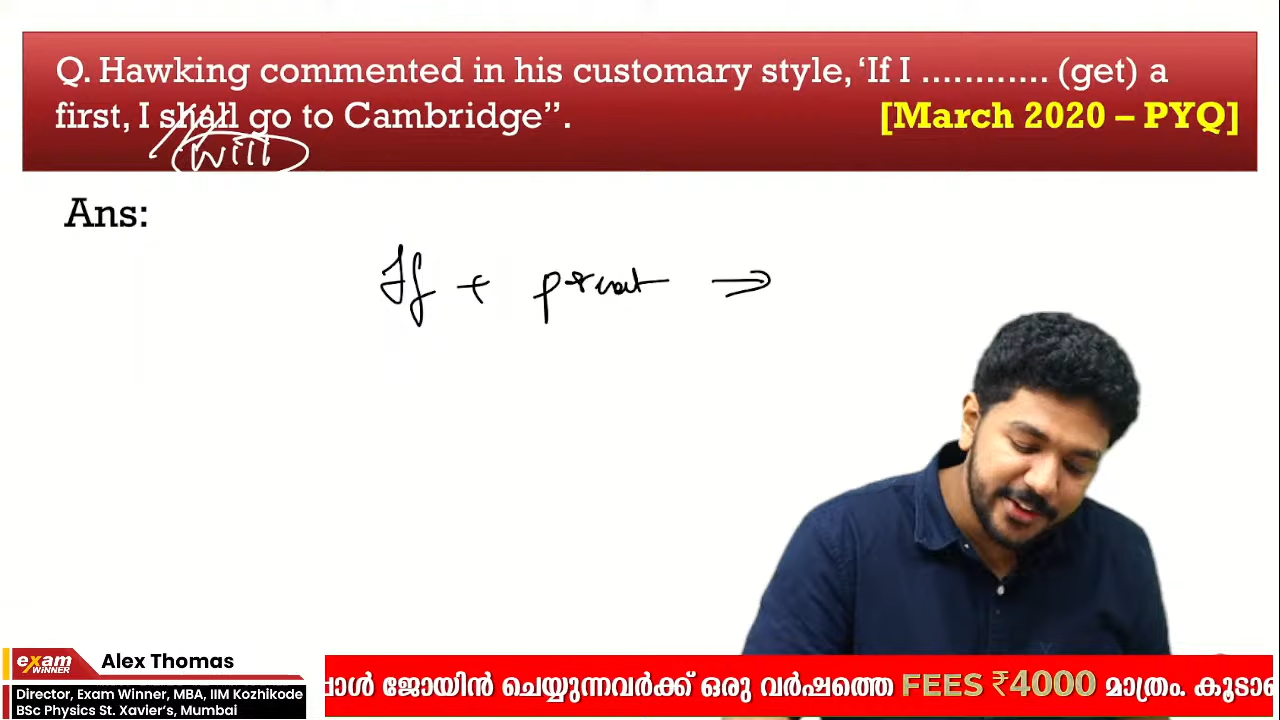 Q. Hawking commented in his customary style, ‘If I ………… (get) a
first, I shall go to Cambridge”. [March 2020 – PYQ]
will
Ans:
If + present ⇒
exam WINNER
Alex Thomas
Director, Exam Winner, MBA, IIM Kozhikode
BSc Physics St. Xavier's, Mumbai
ജോയിൻ ചെയ്യുന്നവർക്ക് ഒരു വർഷത്തെ FEES ₹4000 മാത്രം.